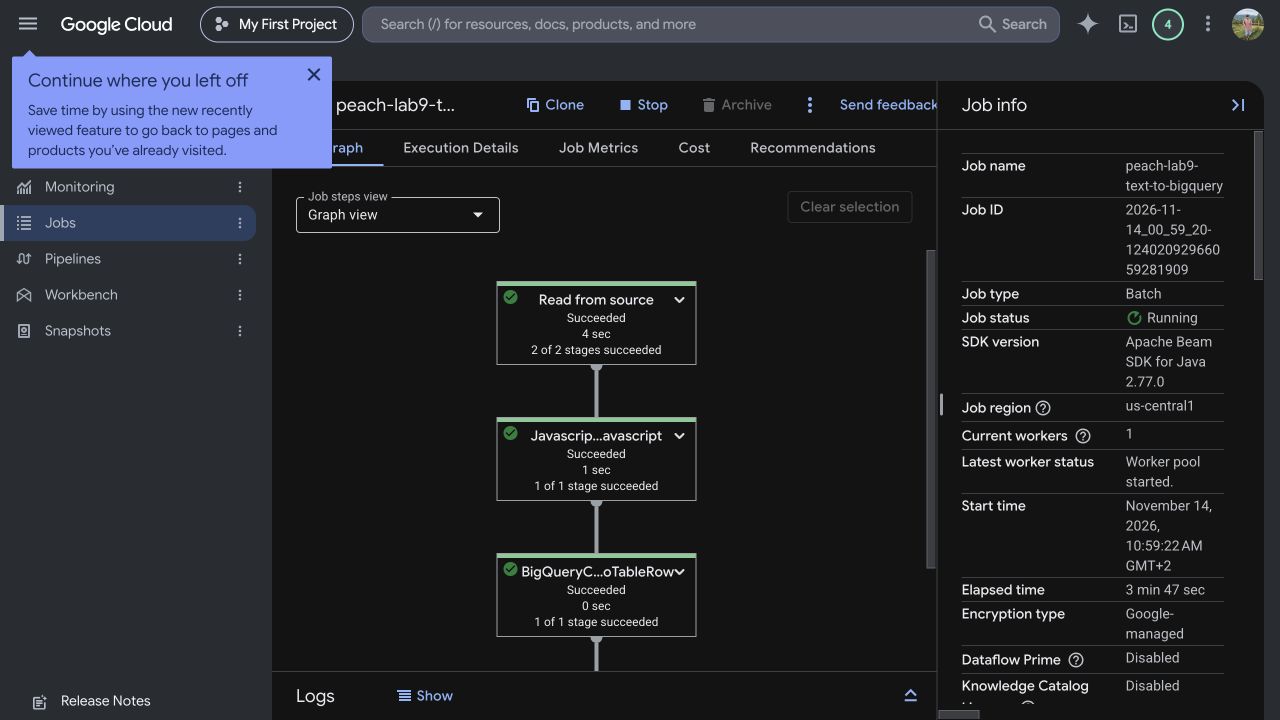 Google Cloud
My First Project
Search (/) for resources, docs, products, and more
Search
4
Continue where you left off
Save time by using the new recently
viewed feature to go back to pages and
products you've already visited.
Monitoring
Jobs
Pipelines
Workbench
Snapshots
Release Notes
peach-lab9-t...
Clone
Stop
Archive
Send feedback
raph
Execution Details
Job Metrics
Cost
Recommendations
Job steps view
Graph view
Clear selection
Read from source
Succeeded
4 sec
2 of 2 stages succeeded
Javascrip...avascript
Succeeded
1 sec
1 of 1 stage succeeded
BigQueryC...oTableRow
Succeeded
0 sec
1 of 1 stage succeeded
Logs
Show
Job info
Job name
peach-lab9-
text-to-bigquery
Job ID
2026-11-
14_00_59_20-
124020929660
59281909
Job type
Batch
Job status
Running
SDK version
Apache Beam
SDK for Java
2.77.0
Job region
us-central1
Current workers
1
Latest worker status
Worker pool
started.
Start time
November 14,
2026,
10:59:22 AM
GMT+2
Elapsed time
3 min 47 sec
Encryption type
Google-
managed
Dataflow Prime
Disabled
Knowledge Catalog
Disabled